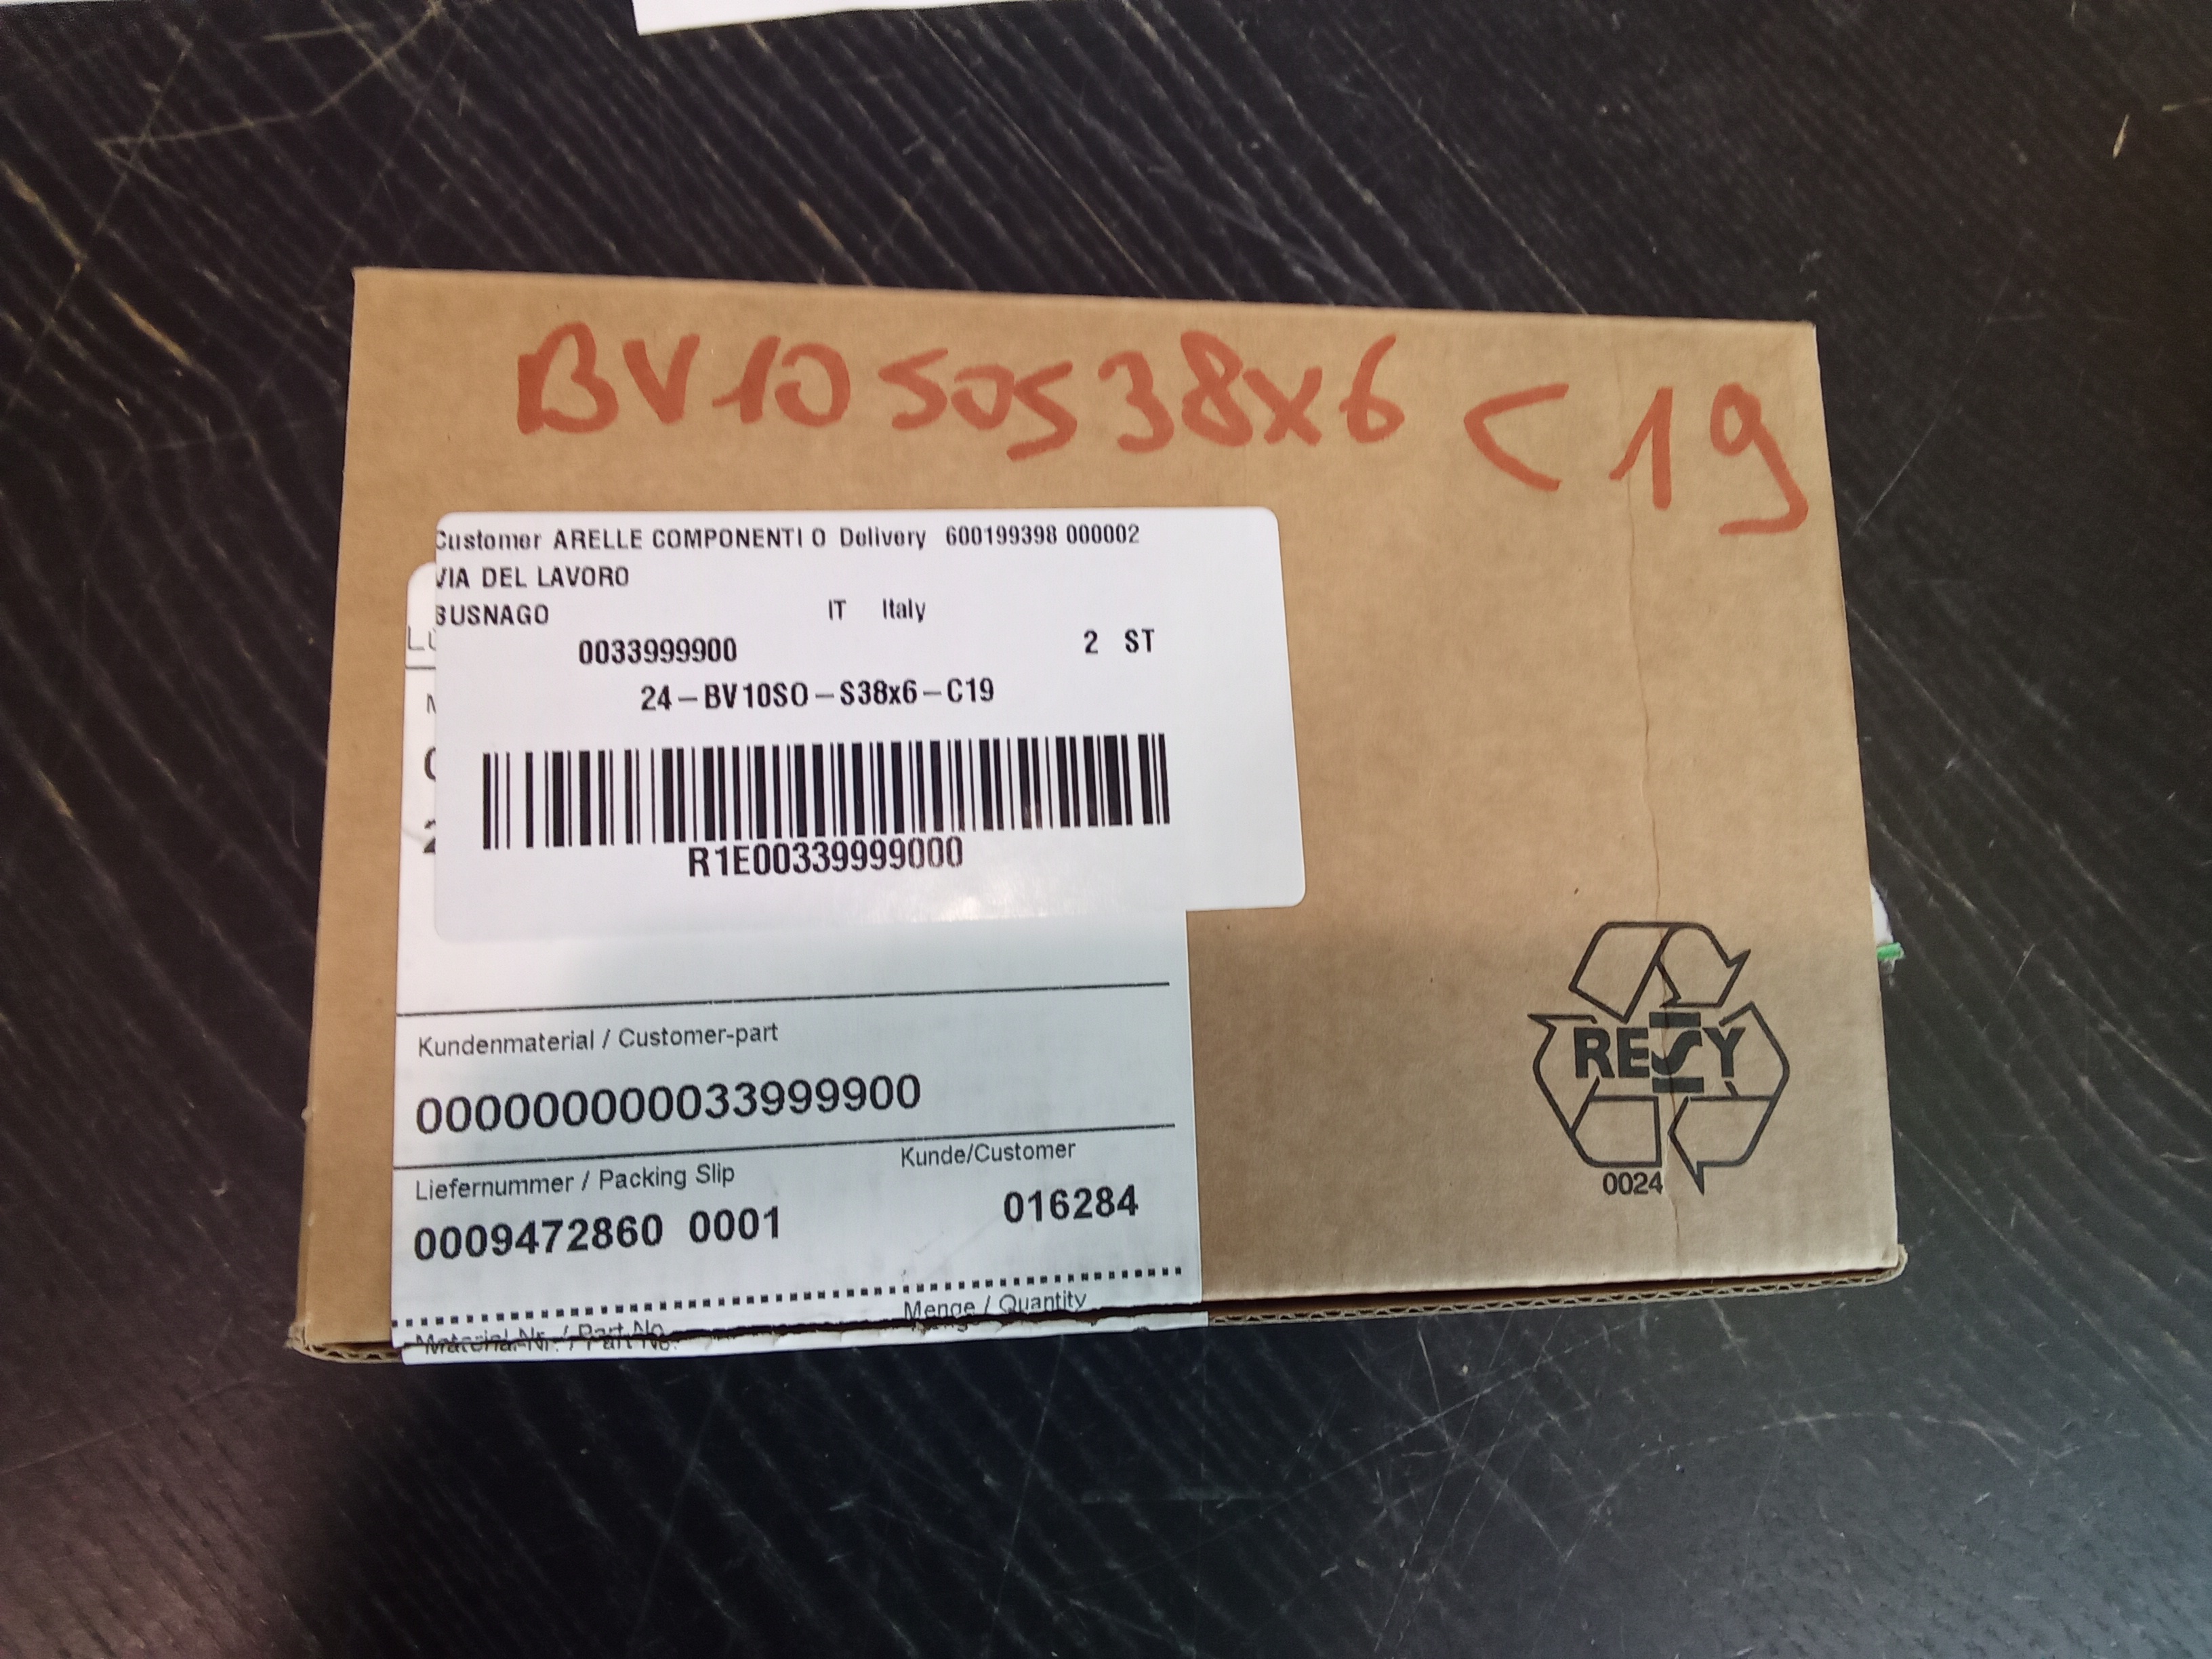 BV10SOS38x6 C19
Customer ARELLE COMPONENTI O Delivery 600199398 000002
VIA DEL LAVORO
BUSNAGO IT Italy
0033999900 2 ST
24-BV10SO-S38x6-C19
R1E00339999000
Kundenmaterial / Customer-part
000000000033999900
Liefernummer / Packing Slip Kunde/Customer
0009472860 0001 016284
Menge / Quantity
Material-Nr. / Part No.
RESY
0024